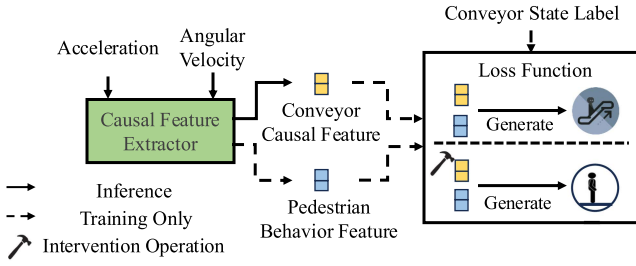 Conveyor State Label
Acceleration
Angular
Velocity
Causal Feature
Extractor
Conveyor
Causal Feature
Pedestrian
Behavior Feature
Loss Function
Generate
Generate
Inference
Training Only
Intervention Operation